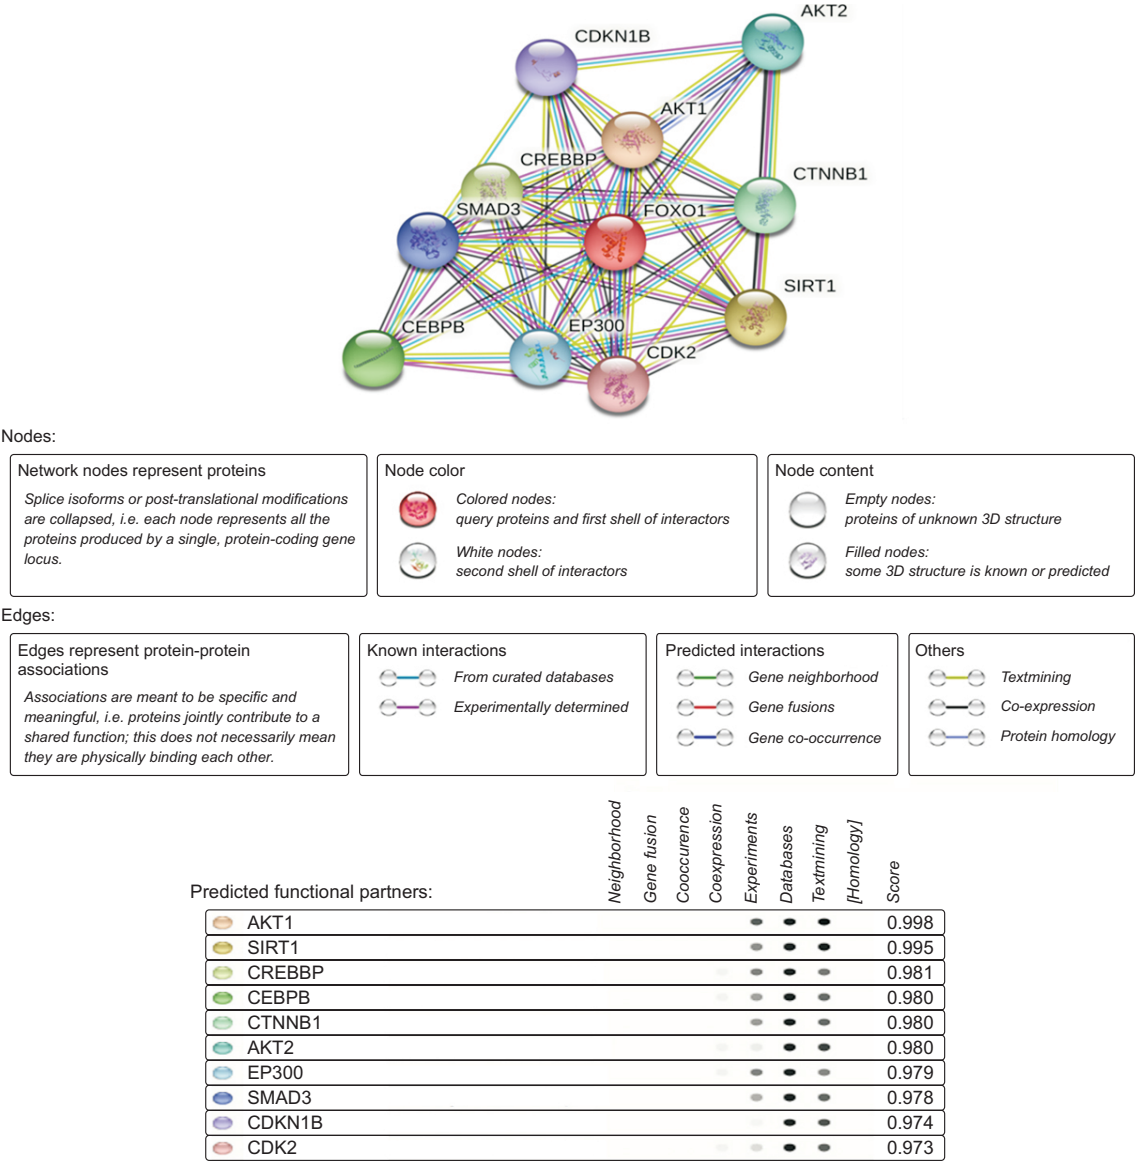 AKT2
CDKN1B
AKT1
CREBBP
CTNNB1
SMAD3
FOXO1
SIRT1
CEBPB
EP300
CDK2
Nodes:
Network nodes represent proteins
Splice isoforms or post-translational modifications
are collapsed, i.e. each node represents all the
proteins produced by a single, protein-coding gene
locus.
Node color
Colored nodes:
query proteins and first shell of interactors
White nodes:
second shell of interactors
Node content
Empty nodes:
proteins of unknown 3D structure
Filled nodes:
some 3D structure is known or predicted
Edges:
Edges represent protein-protein
associations
Associations are meant to be specific and
meaningful, i.e. proteins jointly contribute to a
shared function; this does not necessarily mean
they are physically binding each other.
Known interactions
From curated databases
Experimentally determined
Predicted interactions
Gene neighborhood
Gene fusions
Gene co-occurrence
Others
Textmining
Co-expression
Protein homology
Neighborhood
Gene fusion
Cooccurence
Coexpression
Experiments
Databases
Textmining
[Homology]
Score
Predicted functional partners:
AKT1 0.998
SIRT1 0.995
CREBBP 0.981
CEBPB 0.980
CTNNB1 0.980
AKT2 0.980
EP300 0.979
SMAD3 0.978
CDKN1B 0.974
CDK2 0.973